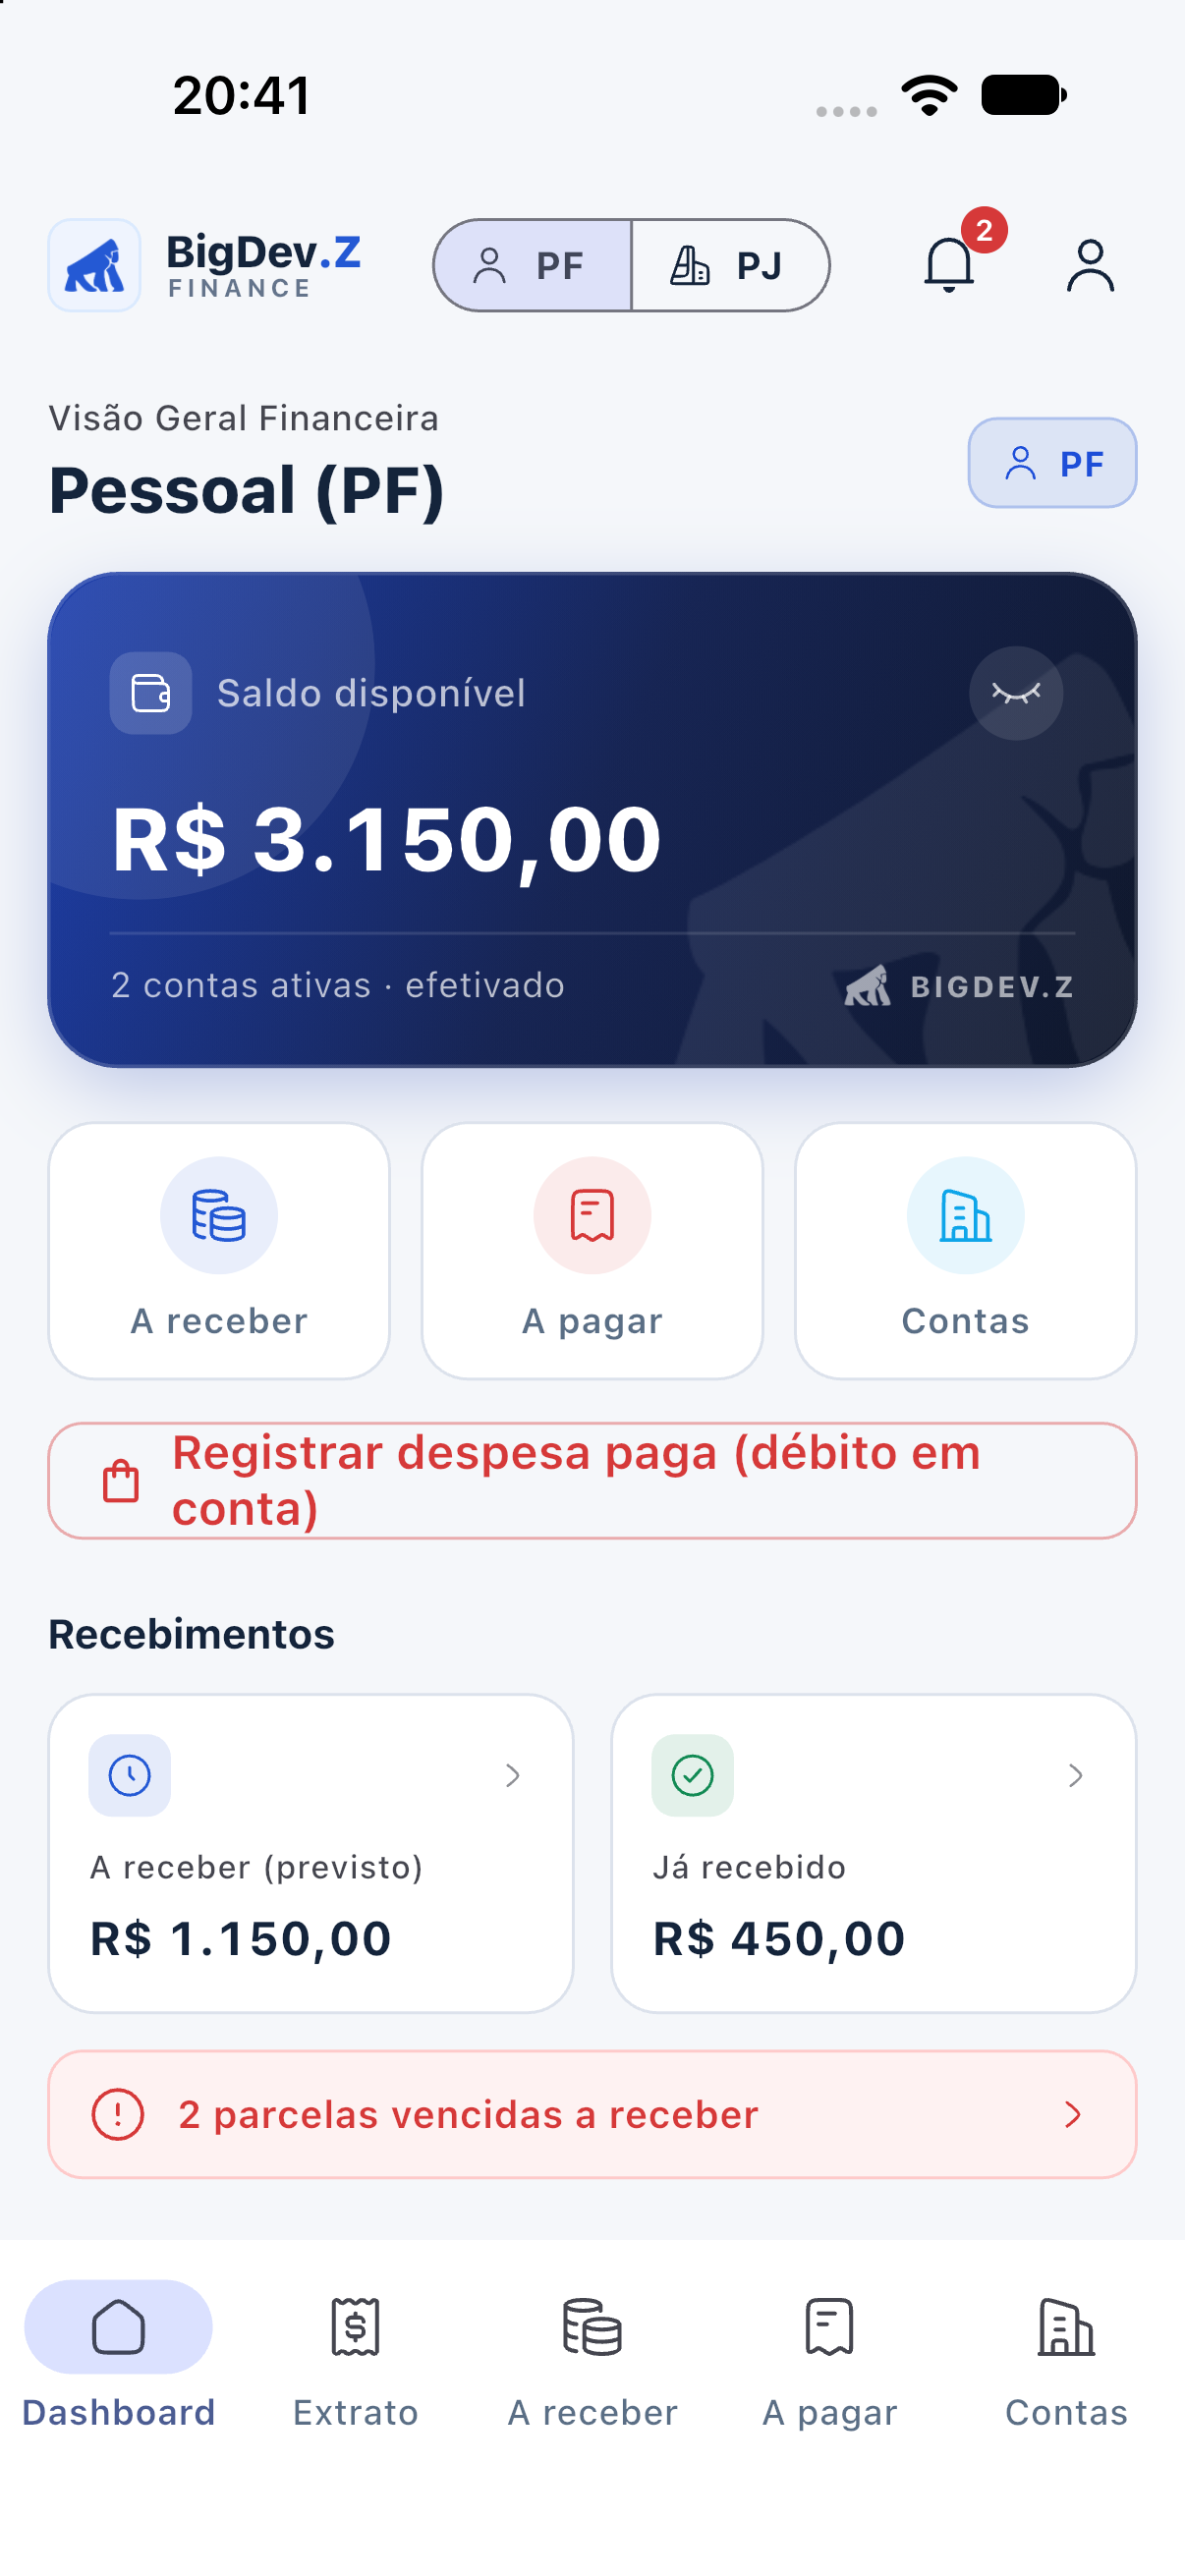 20:41
BigDev.Z
FINANCE
PF
PJ
2
Visão Geral Financeira
Pessoal (PF)
PF
Saldo disponível
R$ 3.150,00
2 contas ativas · efetivado
BIGDEV.Z
A receber
A pagar
Contas
Registrar despesa paga (débito em
conta)
Recebimentos
A receber (previsto)
R$ 1.150,00
Já recebido
R$ 450,00
2 parcelas vencidas a receber
Dashboard
Extrato
A receber
A pagar
Contas